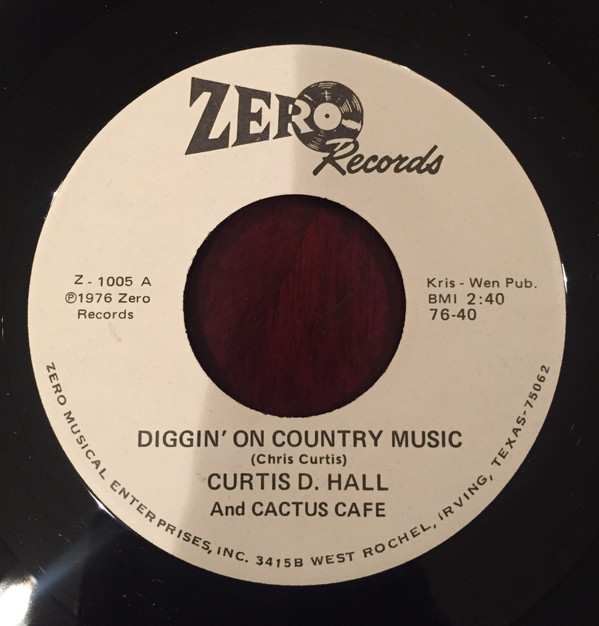 ZERO
Records
Z - 1005 A
℗1976 Zero
Records
Kris - Wen Pub.
BMI 2:40
76-40
DIGGIN' ON COUNTRY MUSIC
(Chris Curtis)
CURTIS D. HALL
And CACTUS CAFE
ZERO MUSICAL ENTERPRISES, INC. 3415B WEST ROCHEL, IRVING, TEXAS-75062